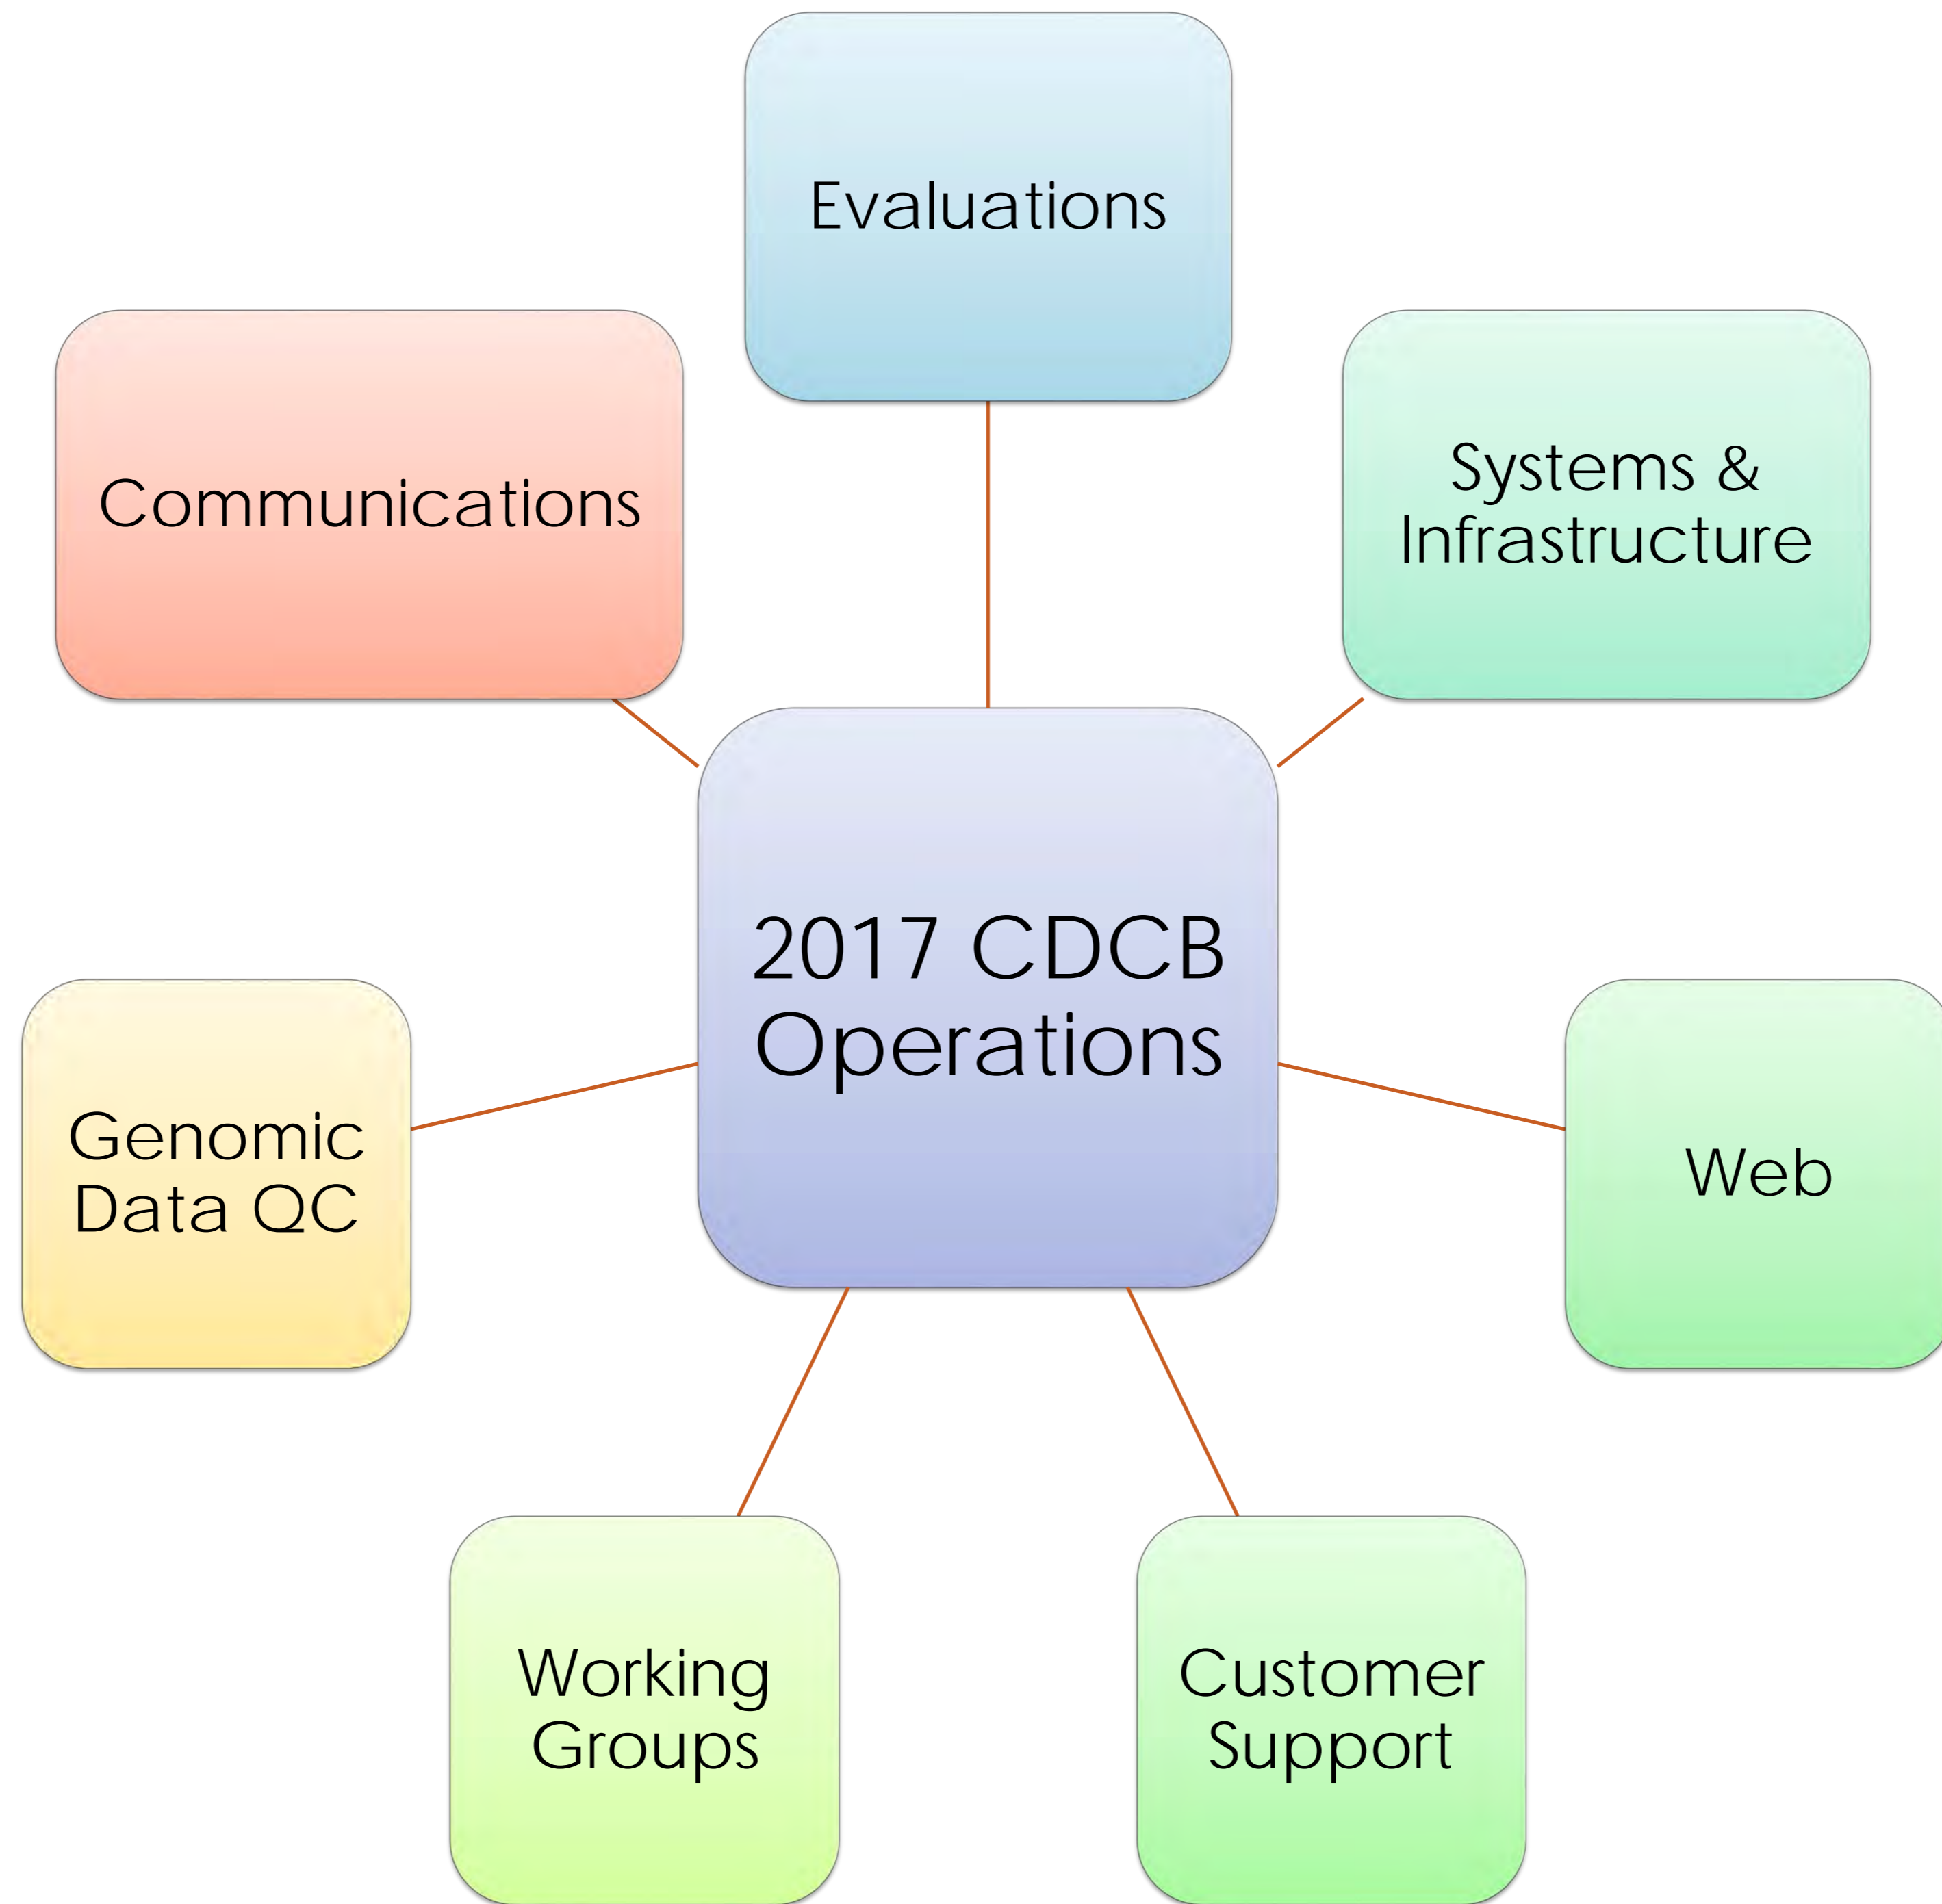 Evaluations
Communications
Systems &
Infrastructure
2017 CDCB
Operations
Genomic
Data QC
Web
Working
Groups
Customer
Support